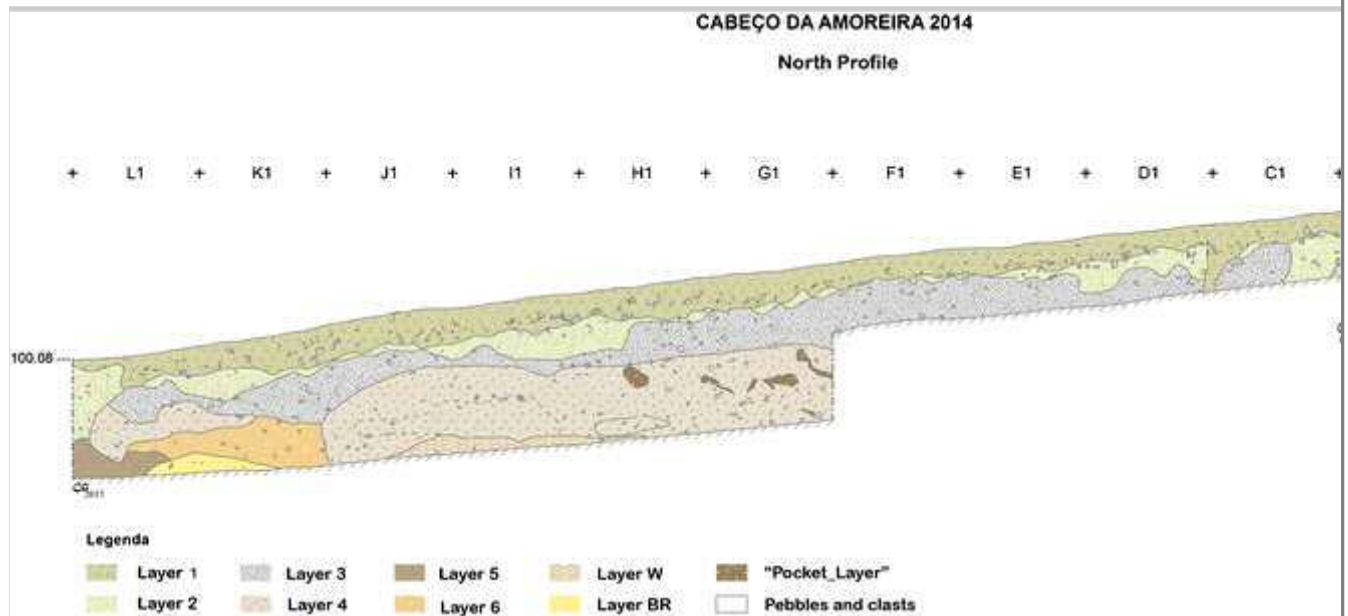 CABEÇO DA AMOREIRA 2014
North Profile
+ L1 + K1 + J1 + I1 + H1 + G1 + F1 + E1 + D1 + C1 +
100.08
Legenda
Layer 1 Layer 3 Layer 5 Layer W "Pocket_Layer"
Layer 2 Layer 4 Layer 6 Layer BR Pebbles and clasts